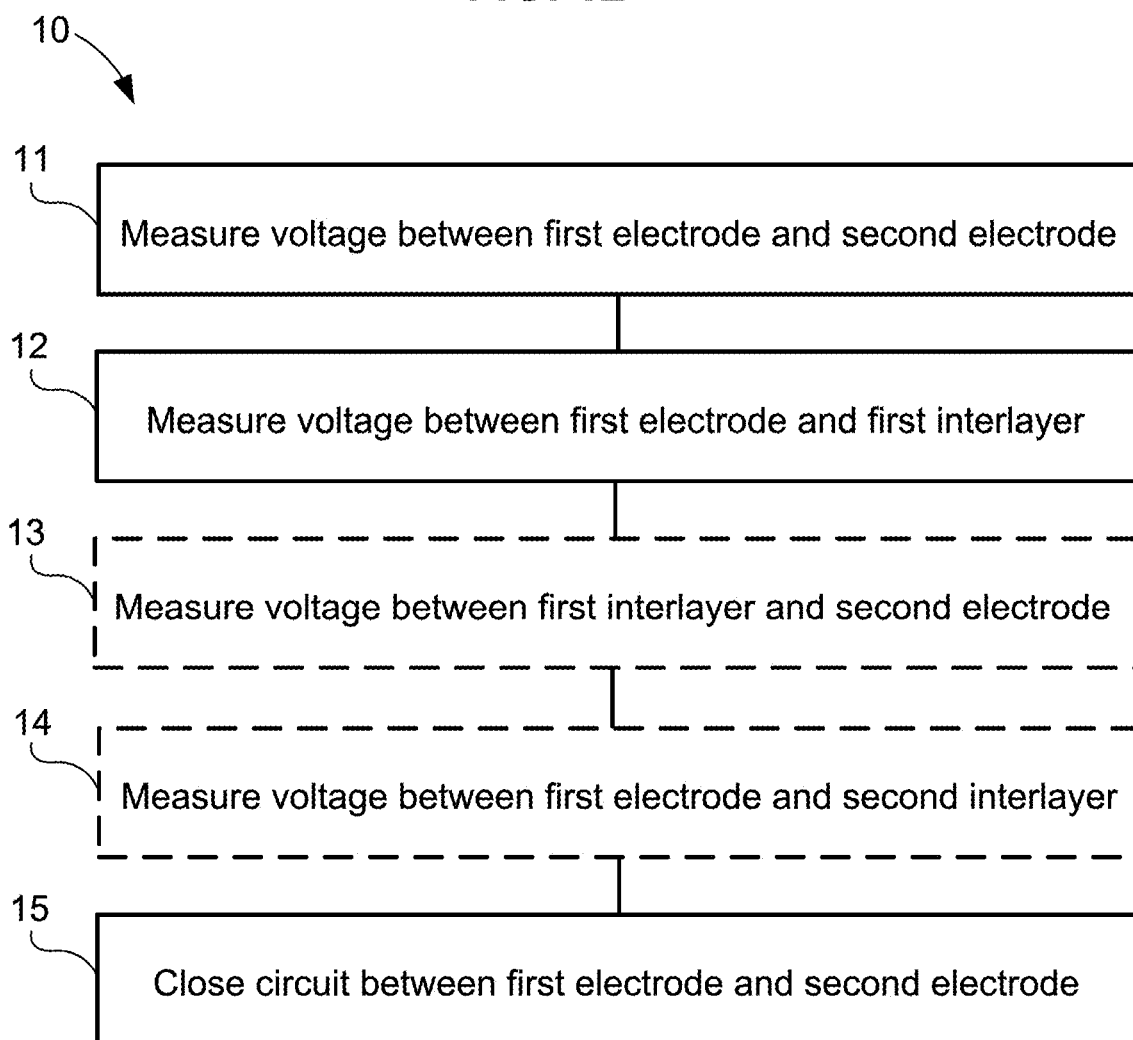 10
11
Measure voltage between first electrode and second electrode
12
Measure voltage between first electrode and first interlayer
13
Measure voltage between first interlayer and second electrode
14
Measure voltage between first electrode and second interlayer
15
Close circuit between first electrode and second electrode